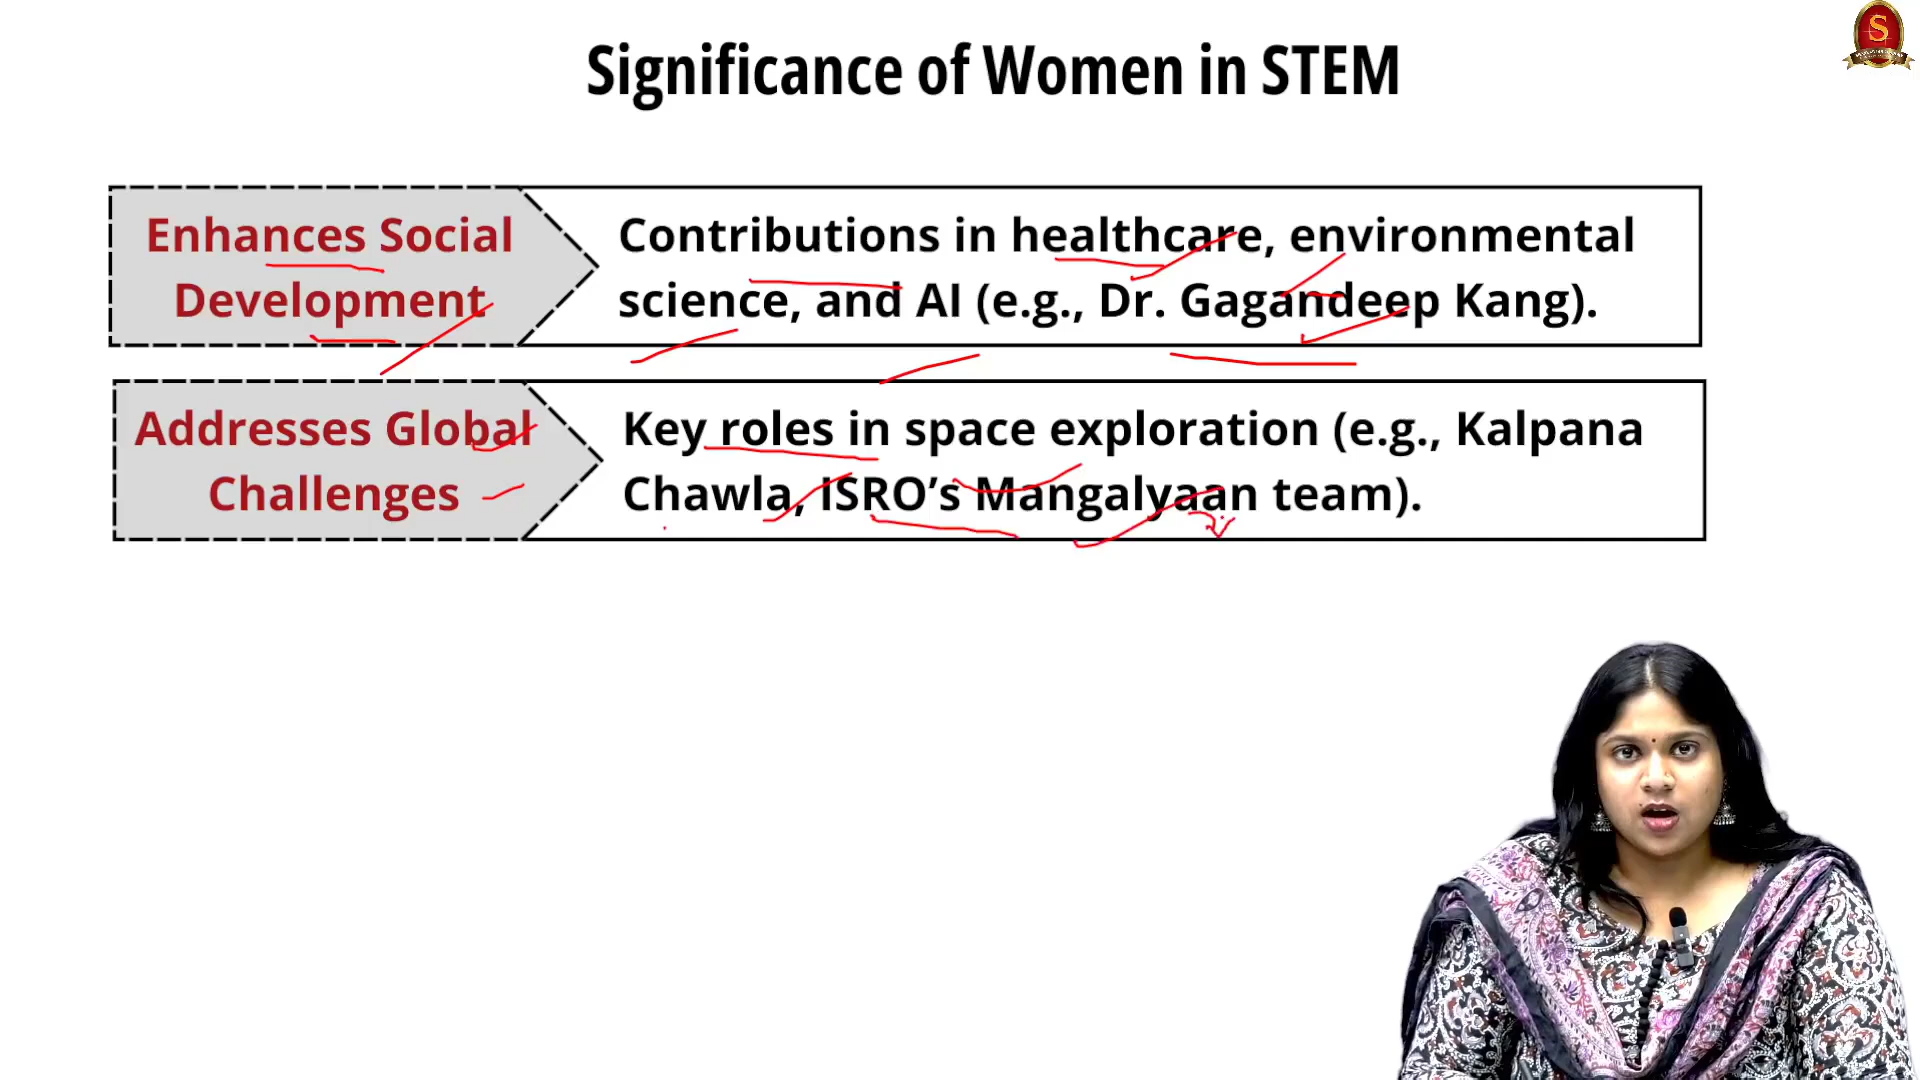 Significance of Women in STEM
Enhances Social
Development
Contributions in healthcare, environmental
science, and AI (e.g., Dr. Gagandeep Kang).
Addresses Global
Challenges
Key roles in space exploration (e.g., Kalpana
Chawla, ISRO’s Mangalyaan team).
S